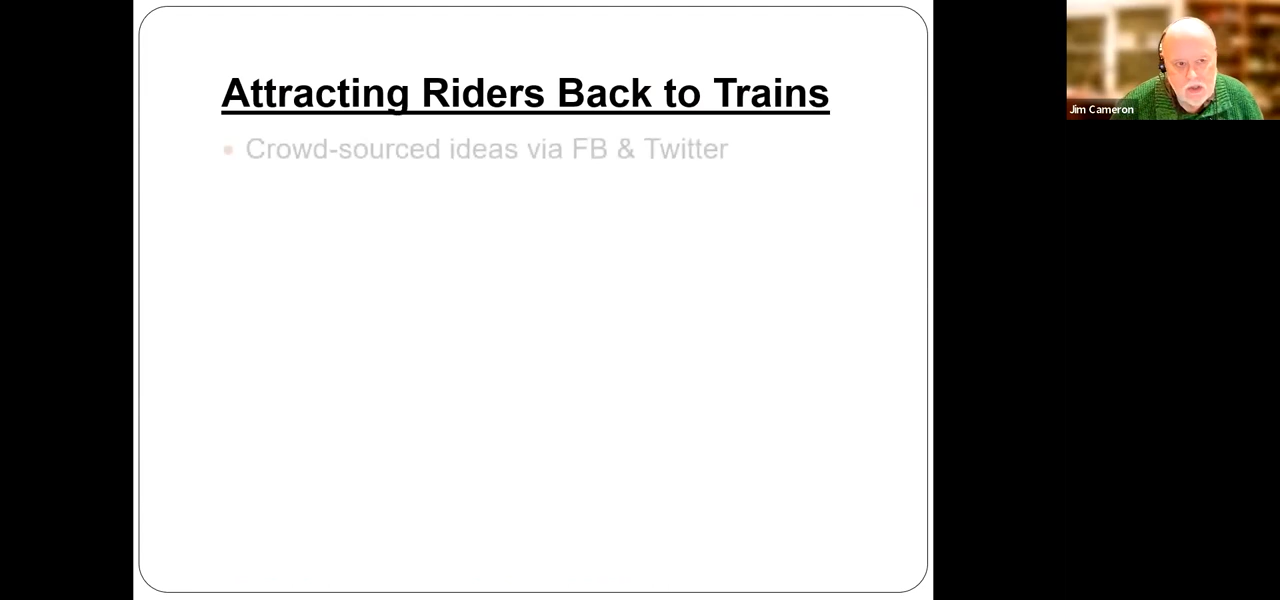 Attracting Riders Back to Trains
• Crowd-sourced ideas via FB & Twitter
Jim Cameron